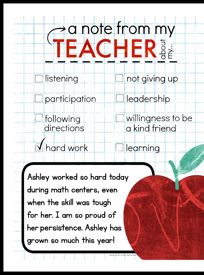 a note from my
TEACHER about my...
listening
not giving up
participation
leadership
following directions
willingness to be a kind friend
hard work
learning
Ashley worked so hard today
during math centers, even
when the skill was tough
for her. I am so proud of
her persistence. Ashley has
grown so much this year!